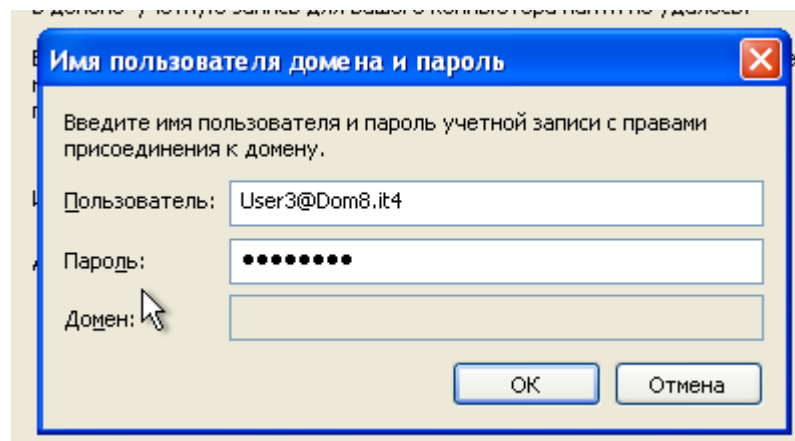 Имя пользователя домена и пароль
Введите имя пользователя и пароль учетной записи с правами
присоединения к домену.
Пользователь: User3@Dom8.it4
Пароль: ●●●●●●●●
Домен:
ОК Отмена